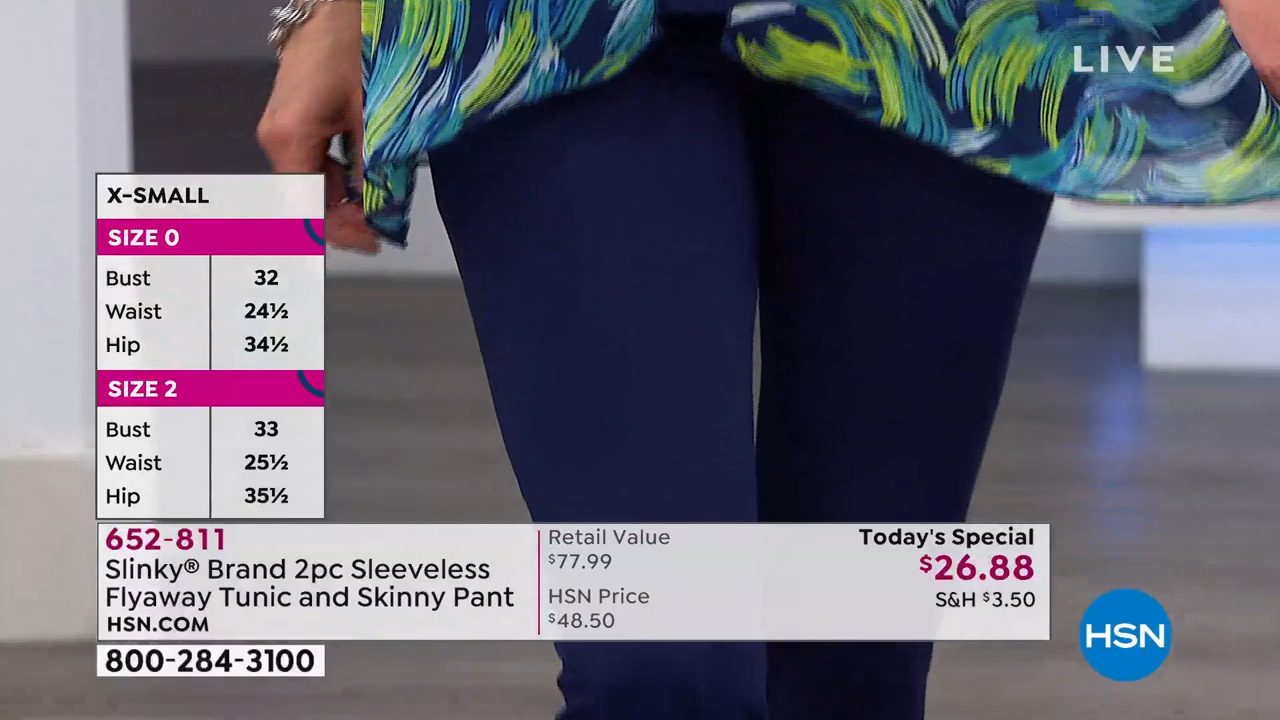 LIVE
X-SMALL
SIZE 0
Bust 32
Waist 24½
Hip 34½
SIZE 2
Bust 33
Waist 25½
Hip 35½
652-811
Slinky® Brand 2pc Sleeveless
Flyaway Tunic and Skinny Pant
HSN.COM
Retail Value
$77.99
HSN Price
$48.50
Today's Special
$26.88
S&H $3.50
800-284-3100
HSN